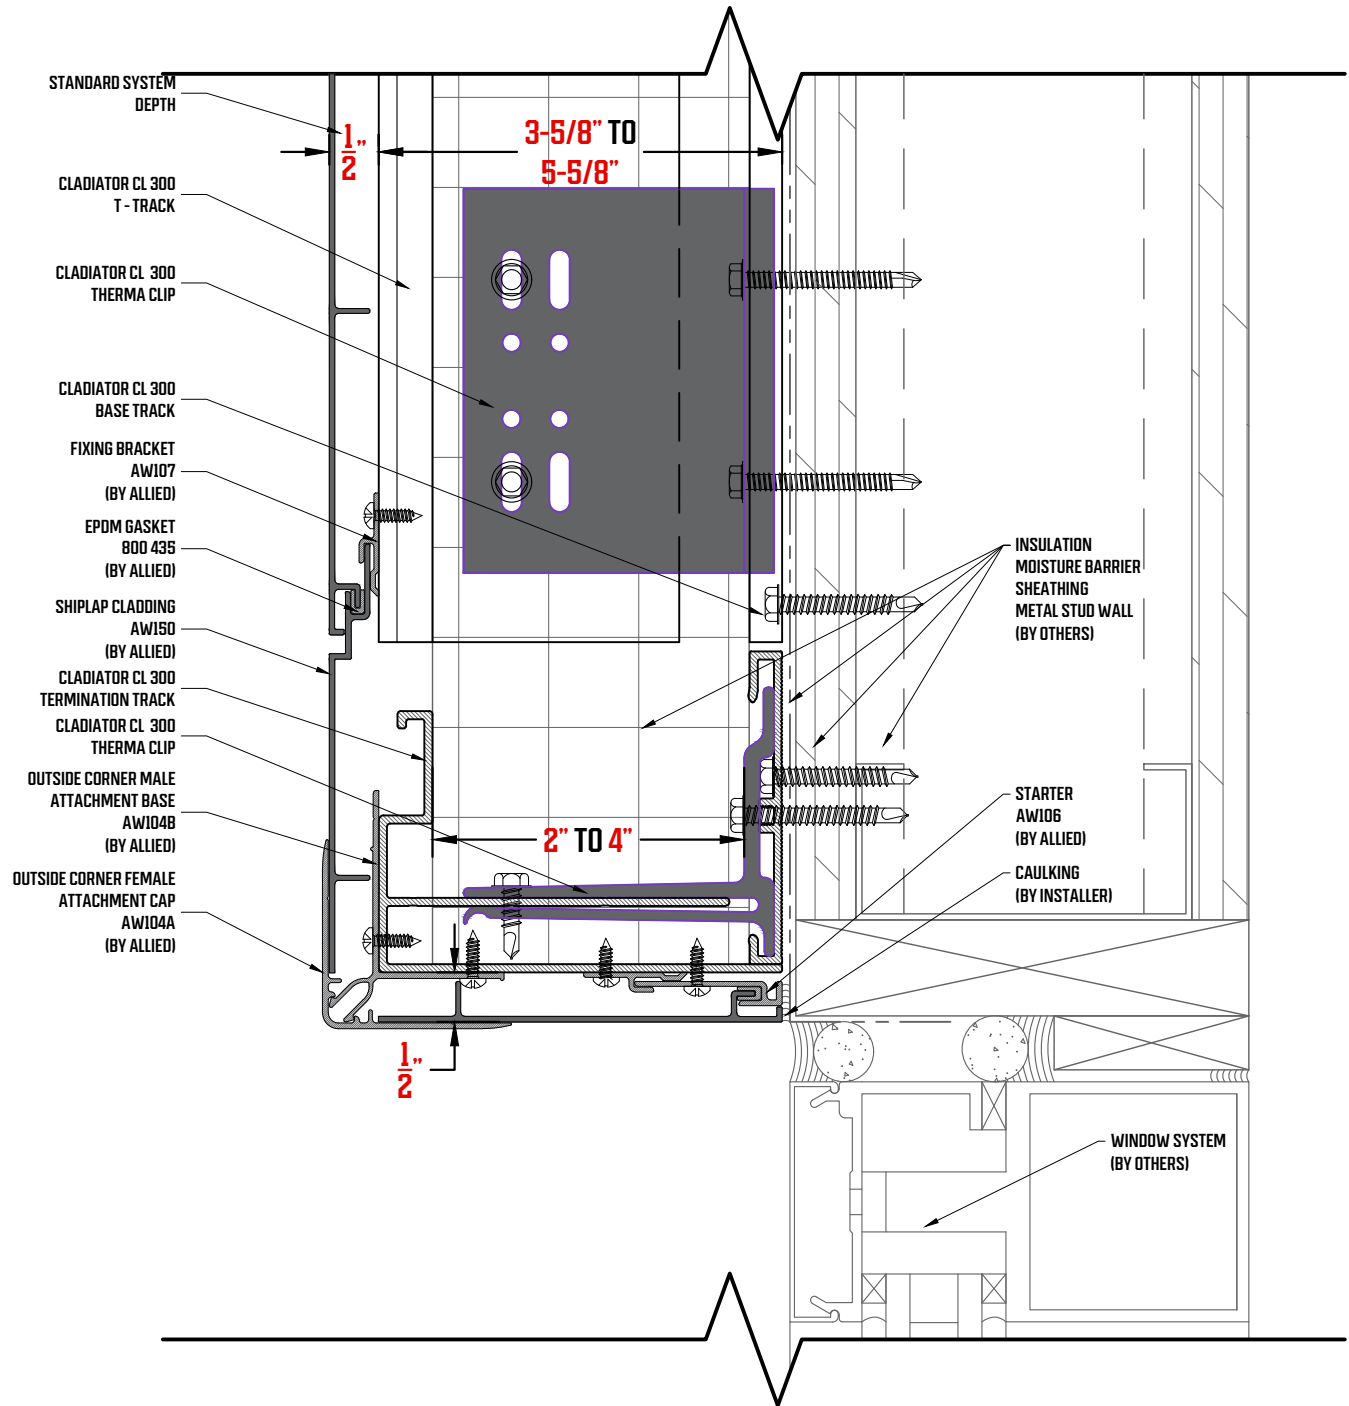 STANDARD SYSTEM
DEPTH
1/2"
3-5/8" TO
5-5/8"
CLADIATOR CL 300
T - TRACK
CLADIATOR CL 300
THERMA CLIP
CLADIATOR CL 300
BASE TRACK
FIXING BRACKET
AW107
(BY ALLIED)
EPDM GASKET
800 435
(BY ALLIED)
SHIPLAP CLADDING
AW150
(BY ALLIED)
CLADIATOR CL 300
TERMINATION TRACK
CLADIATOR CL 300
THERMA CLIP
OUTSIDE CORNER MALE
ATTACHMENT BASE
AW104B
(BY ALLIED)
OUTSIDE CORNER FEMALE
ATTACHMENT CAP
AW104A
(BY ALLIED)
2" TO 4"
1/2"
INSULATION
MOISTURE BARRIER
SHEATHING
METAL STUD WALL
(BY OTHERS)
STARTER
AW106
(BY ALLIED)
CAULKING
(BY INSTALLER)
WINDOW SYSTEM
(BY OTHERS)